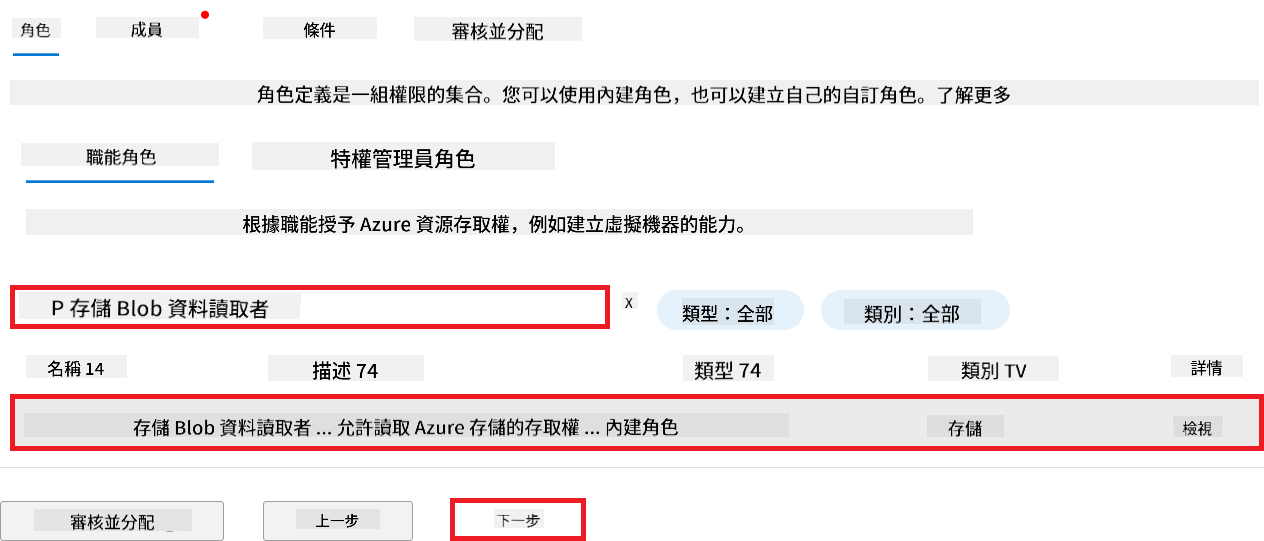 角色 成員 條件 審核並分配
角色定義是一組權限的集合。您可以使用內建角色，也可以建立自己的自訂角色。了解更多
職能角色 特權管理員角色
根據職能授予 Azure 資源存取權，例如建立虛擬機器的能力。
P 存儲 Blob 資料讀取者 X 類型：全部 類別：全部
名稱 14 描述 74 類型 74 類別 TV 詳情
存儲 Blob 資料讀取者 ... 允許讀取 Azure 存儲的存取權 ... 內建角色 存儲 檢視
審核並分配 上一步 下一步